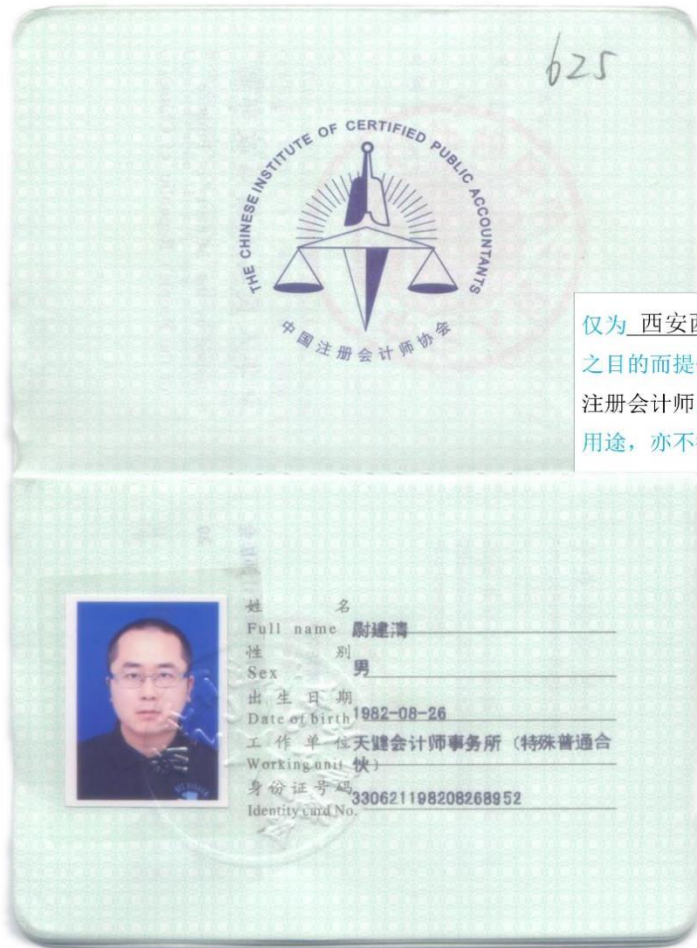 625
THE CHINESE INSTITUTE OF CERTIFIED PUBLIC ACCOUNTANTS
中国注册会计师协会
仅为 西安西
之目的而提
注册会计师
用途，亦不
姓 名
Full name 尉建清
性 别
Sex 男
出生日期
Date of birth 1982-08-26
工作单位 天健会计师事务所（特殊普通合
Working unit 伙）
身份证号码
Identity card No. 330621198208268952